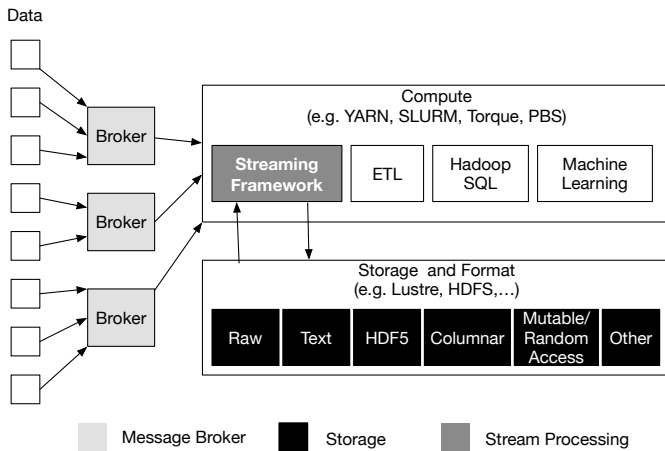 Data
Broker
Broker
Broker
Compute
(e.g. YARN, SLURM, Torque, PBS)
Streaming
Framework
ETL
Hadoop
SQL
Machine
Learning
Storage and Format
(e.g. Lustre, HDFS,…)
Raw
Text
HDF5
Columnar
Mutable/
Random
Access
Other
Message Broker
Storage
Stream Processing